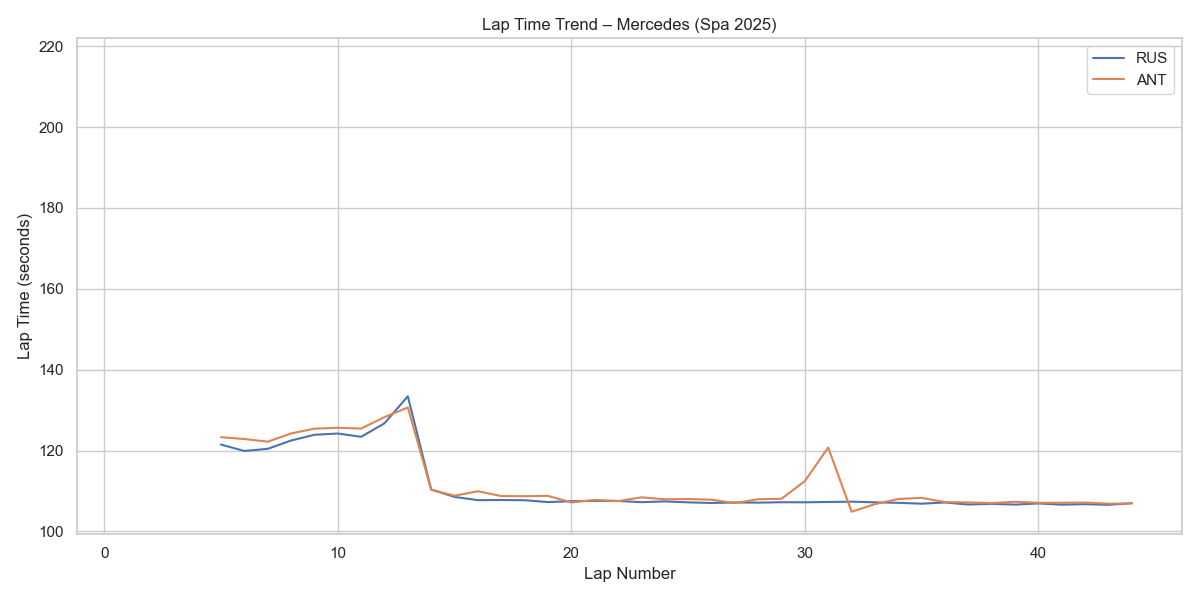 Lap Time Trend – Mercedes (Spa 2025)
RUS
ANT
Lap Time (seconds)
220
200
180
160
140
120
100
0 10 20 30 40
Lap Number